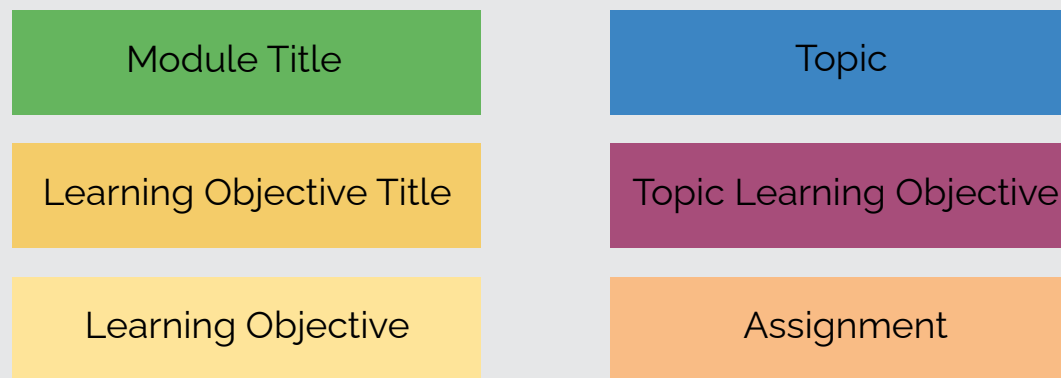 Module Title
Topic
Learning Objective Title
Topic Learning Objective
Learning Objective
Assignment